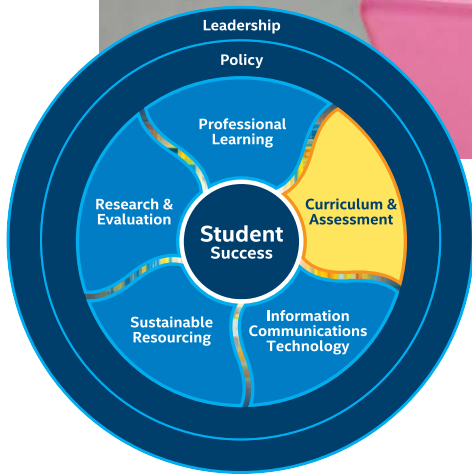 Leadership
Policy
Professional
Learning
Research &
Evaluation
Curriculum &
Assessment
Student
Success
Sustainable
Resourcing
Information
Communications
Technology